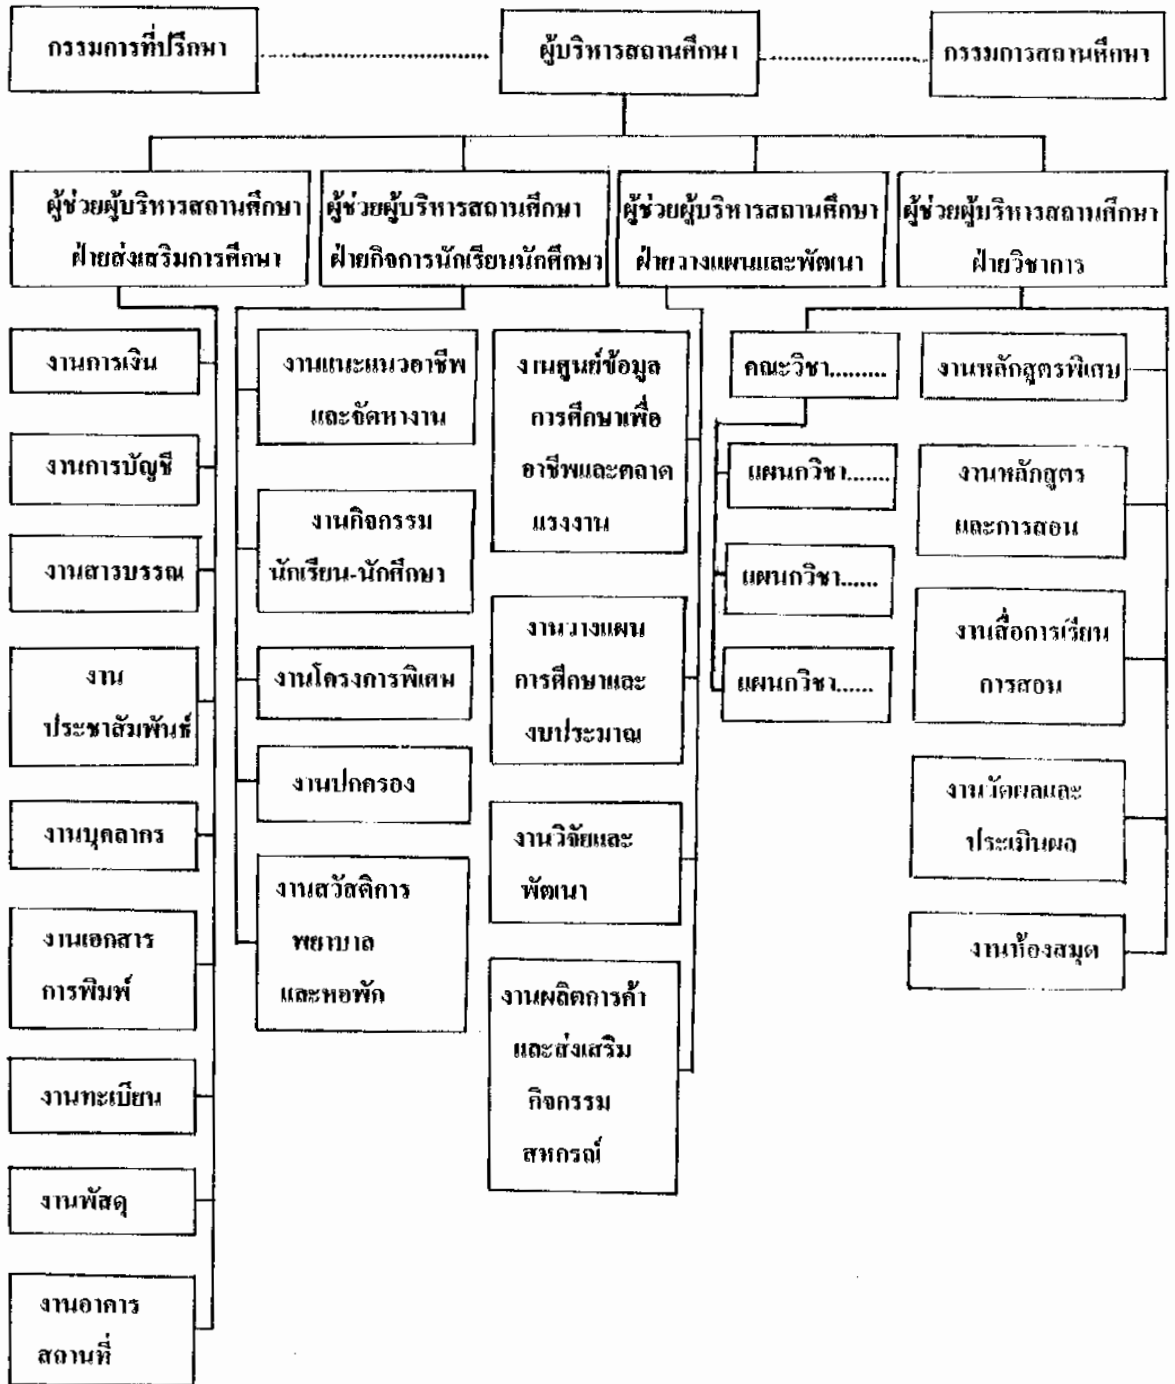 กรรมการที่ปรึกษา
ผู้บริหารสถานศึกษา
กรรมการสถานศึกษา
ผู้ช่วยผู้บริหารสถานศึกษา
ฝ่ายส่งเสริมการศึกษา
ผู้ช่วยผู้บริหารสถานศึกษา
ฝ่ายกิจการนักเรียนนักศึกษา
ผู้ช่วยผู้บริหารสถานศึกษา
ฝ่ายวางแผนและพัฒนา
ผู้ช่วยผู้บริหารสถานศึกษา
ฝ่ายวิชาการ
งานการเงิน
งานการบัญชี
งานสารบรรณ
งาน
ประชาสัมพันธ์
งานบุคลากร
งานเอกสาร
การพิมพ์
งานทะเบียน
งานพัสดุ
งานอาคาร
สถานที่
งานแนะแนวอาชีพ
และจัดหางาน
งานกิจกรรม
นักเรียน-นักศึกษา
งานโครงการพิเศษ
งานปกครอง
งานสวัสดิการ
พยาบาล
และหอพัก
งานศูนย์ข้อมูล
การศึกษาเพื่อ
อาชีพและตลาด
แรงงาน
งานวางแผน
การศึกษาและ
งบประมาณ
งานวิจัยและ
พัฒนา
งานผลิตการค้า
และส่งเสริม
กิจกรรม
สหกรณ์
คณะวิชา.........
แผนกวิชา.......
แผนกวิชา......
แผนกวิชา......
งานหลักสูตรพิเศษ
งานหลักสูตร
และการสอน
งานสื่อการเรียน
การสอน
งานวัดผลและ
ประเมินผล
งานห้องสมุด